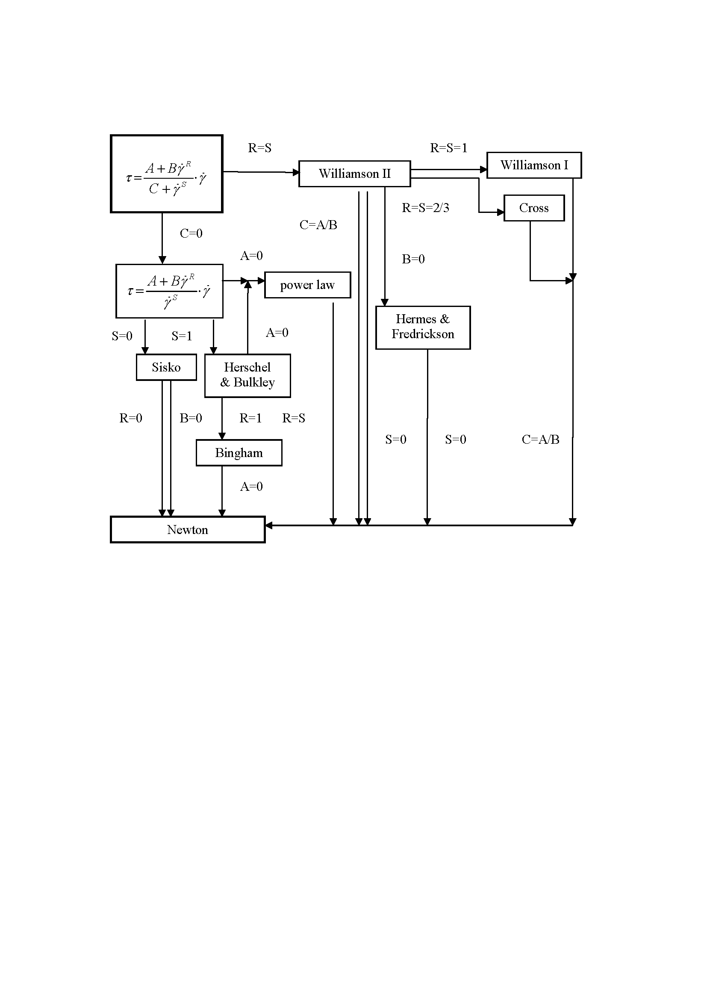 R=S
R=S=1
τ = (A + Bγ̇^R) / (C + γ̇^S) · γ̇
Williamson II
Williamson I
R=S=2/3
Cross
C=A/B
C=0
A=0
B=0
τ = (A + Bγ̇^R) / γ̇^S · γ̇
power law
Hermes &
Fredrickson
S=0
S=1
A=0
Sisko
Herschel
& Bulkley
R=0
B=0
R=1
R=S
S=0
S=0
C=A/B
Bingham
A=0
Newton